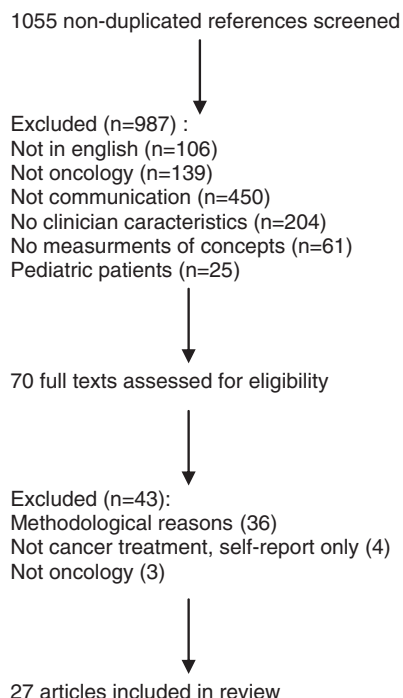 1055 non-duplicated references screened
Excluded (n=987) :
Not in english (n=106)
Not oncology (n=139)
Not communication (n=450)
No clinician caracteristics (n=204)
No measurments of concepts (n=61)
Pediatric patients (n=25)
70 full texts assessed for eligibility
Excluded (n=43):
Methodological reasons (36)
Not cancer treatment, self-report only (4)
Not oncology (3)
27 articles included in review